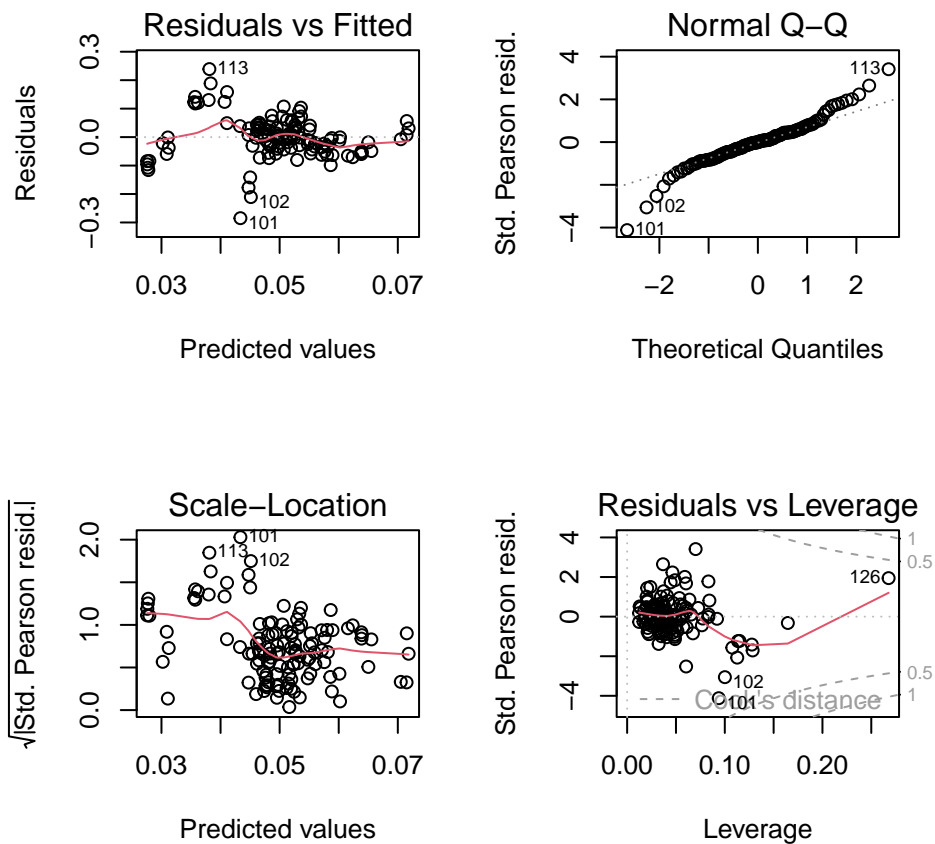 Residuals vs Fitted
Residuals
0.3
0.0
−0.3
113
102
101
0.03 0.05 0.07
Predicted values
Normal Q−Q
Std. Pearson resid.
4
2
0
−4
113
102
101
−2 0 1 2
Theoretical Quantiles
Scale−Location
√|Std. Pearson resid.|
2.0
1.0
0.0
101
113
102
0.03 0.05 0.07
Predicted values
Residuals vs Leverage
Std. Pearson resid.
4
2
0
−4
1
0.5
126
0.5
1
102
101
Cook's distance
0.00 0.10 0.20
Leverage